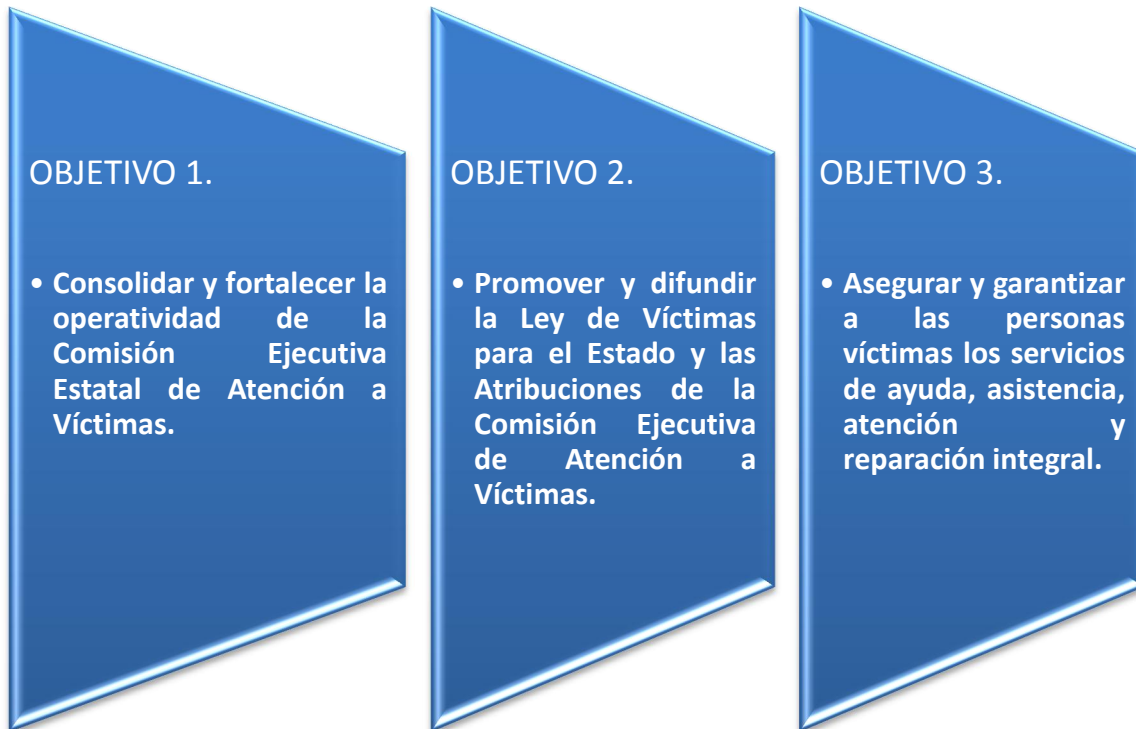 OBJETIVO 1.
• Consolidar y fortalecer la
operatividad de la
Comisión Ejecutiva
Estatal de Atención a
Víctimas.
OBJETIVO 2.
• Promover y difundir
la Ley de Víctimas
para el Estado y las
Atribuciones de la
Comisión Ejecutiva
de Atención a
Víctimas.
OBJETIVO 3.
• Asegurar y garantizar
a las personas
víctimas los servicios
de ayuda, asistencia,
atención y
reparación integral.